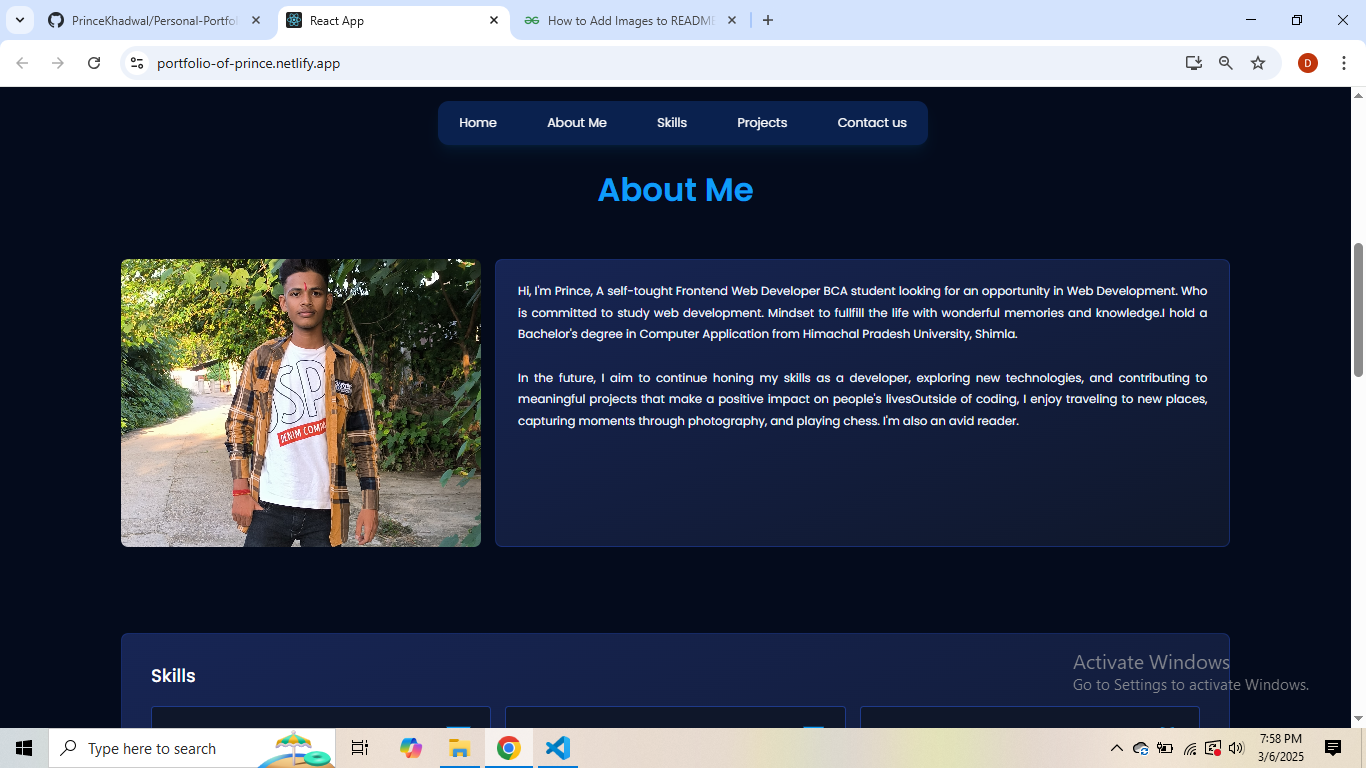 PrinceKhadwal/Personal-Portfo
React App
How to Add Images to README
portfolio-of-prince.netlify.app
D
Home
About Me
Skills
Projects
Contact us
About Me
Hi, I'm Prince, A self-tought Frontend Web Developer BCA student looking for an opportunity in Web Development. Who
is committed to study web development. Mindset to fullfill the life with wonderful memories and knowledge.I hold a
Bachelor's degree in Computer Application from Himachal Pradesh University, Shimla.
In the future, I aim to continue honing my skills as a developer, exploring new technologies, and contributing to
meaningful projects that make a positive impact on people's livesOutside of coding, I enjoy traveling to new places,
capturing moments through photography, and playing chess. I'm also an avid reader.
SP
DENIM COMP
Skills
Activate Windows
Go to Settings to activate Windows.
Type here to search
7:58 PM
3/6/2025